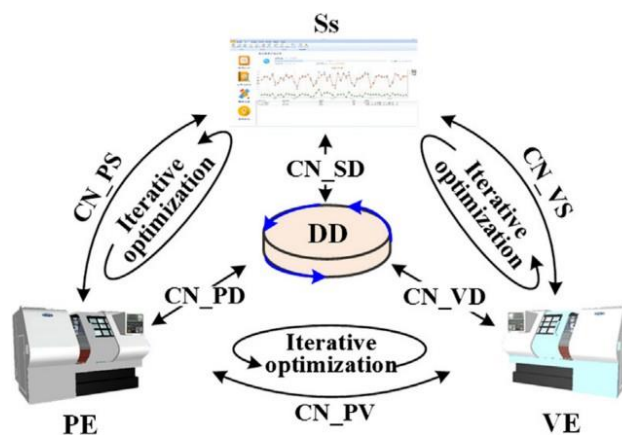 Ss
CN_PS
Iterative
optimization
CN_SD
Iterative
optimization
CN_VS
DD
CN_PD
CN_VD
Iterative
optimization
CN_PV
PE
VE